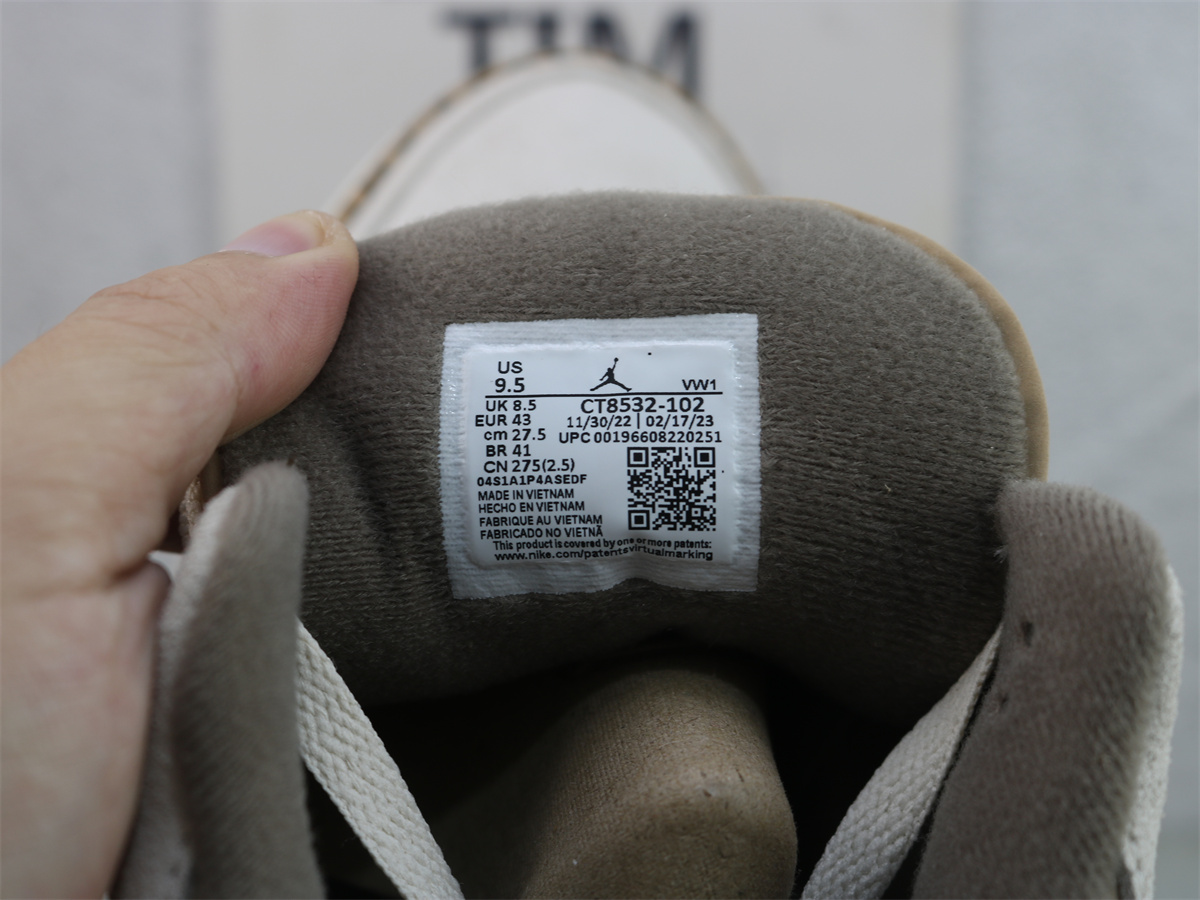 TIM
US
9.5
VW1
UK 8.5
CT8532-102
EUR 43
11/30/22 | 02/17/23
cm 27.5
UPC 00196608220251
BR 41
CN 275(2.5)
04S1A1P4ASEDF
MADE IN VIETNAM
HECHO EN VIETNAM
FABRIQUE AU VIETNAM
FABRICADO NO VIETNÃ
This product is covered by one or more patents:
www.nike.com/patentsvirtualmarking